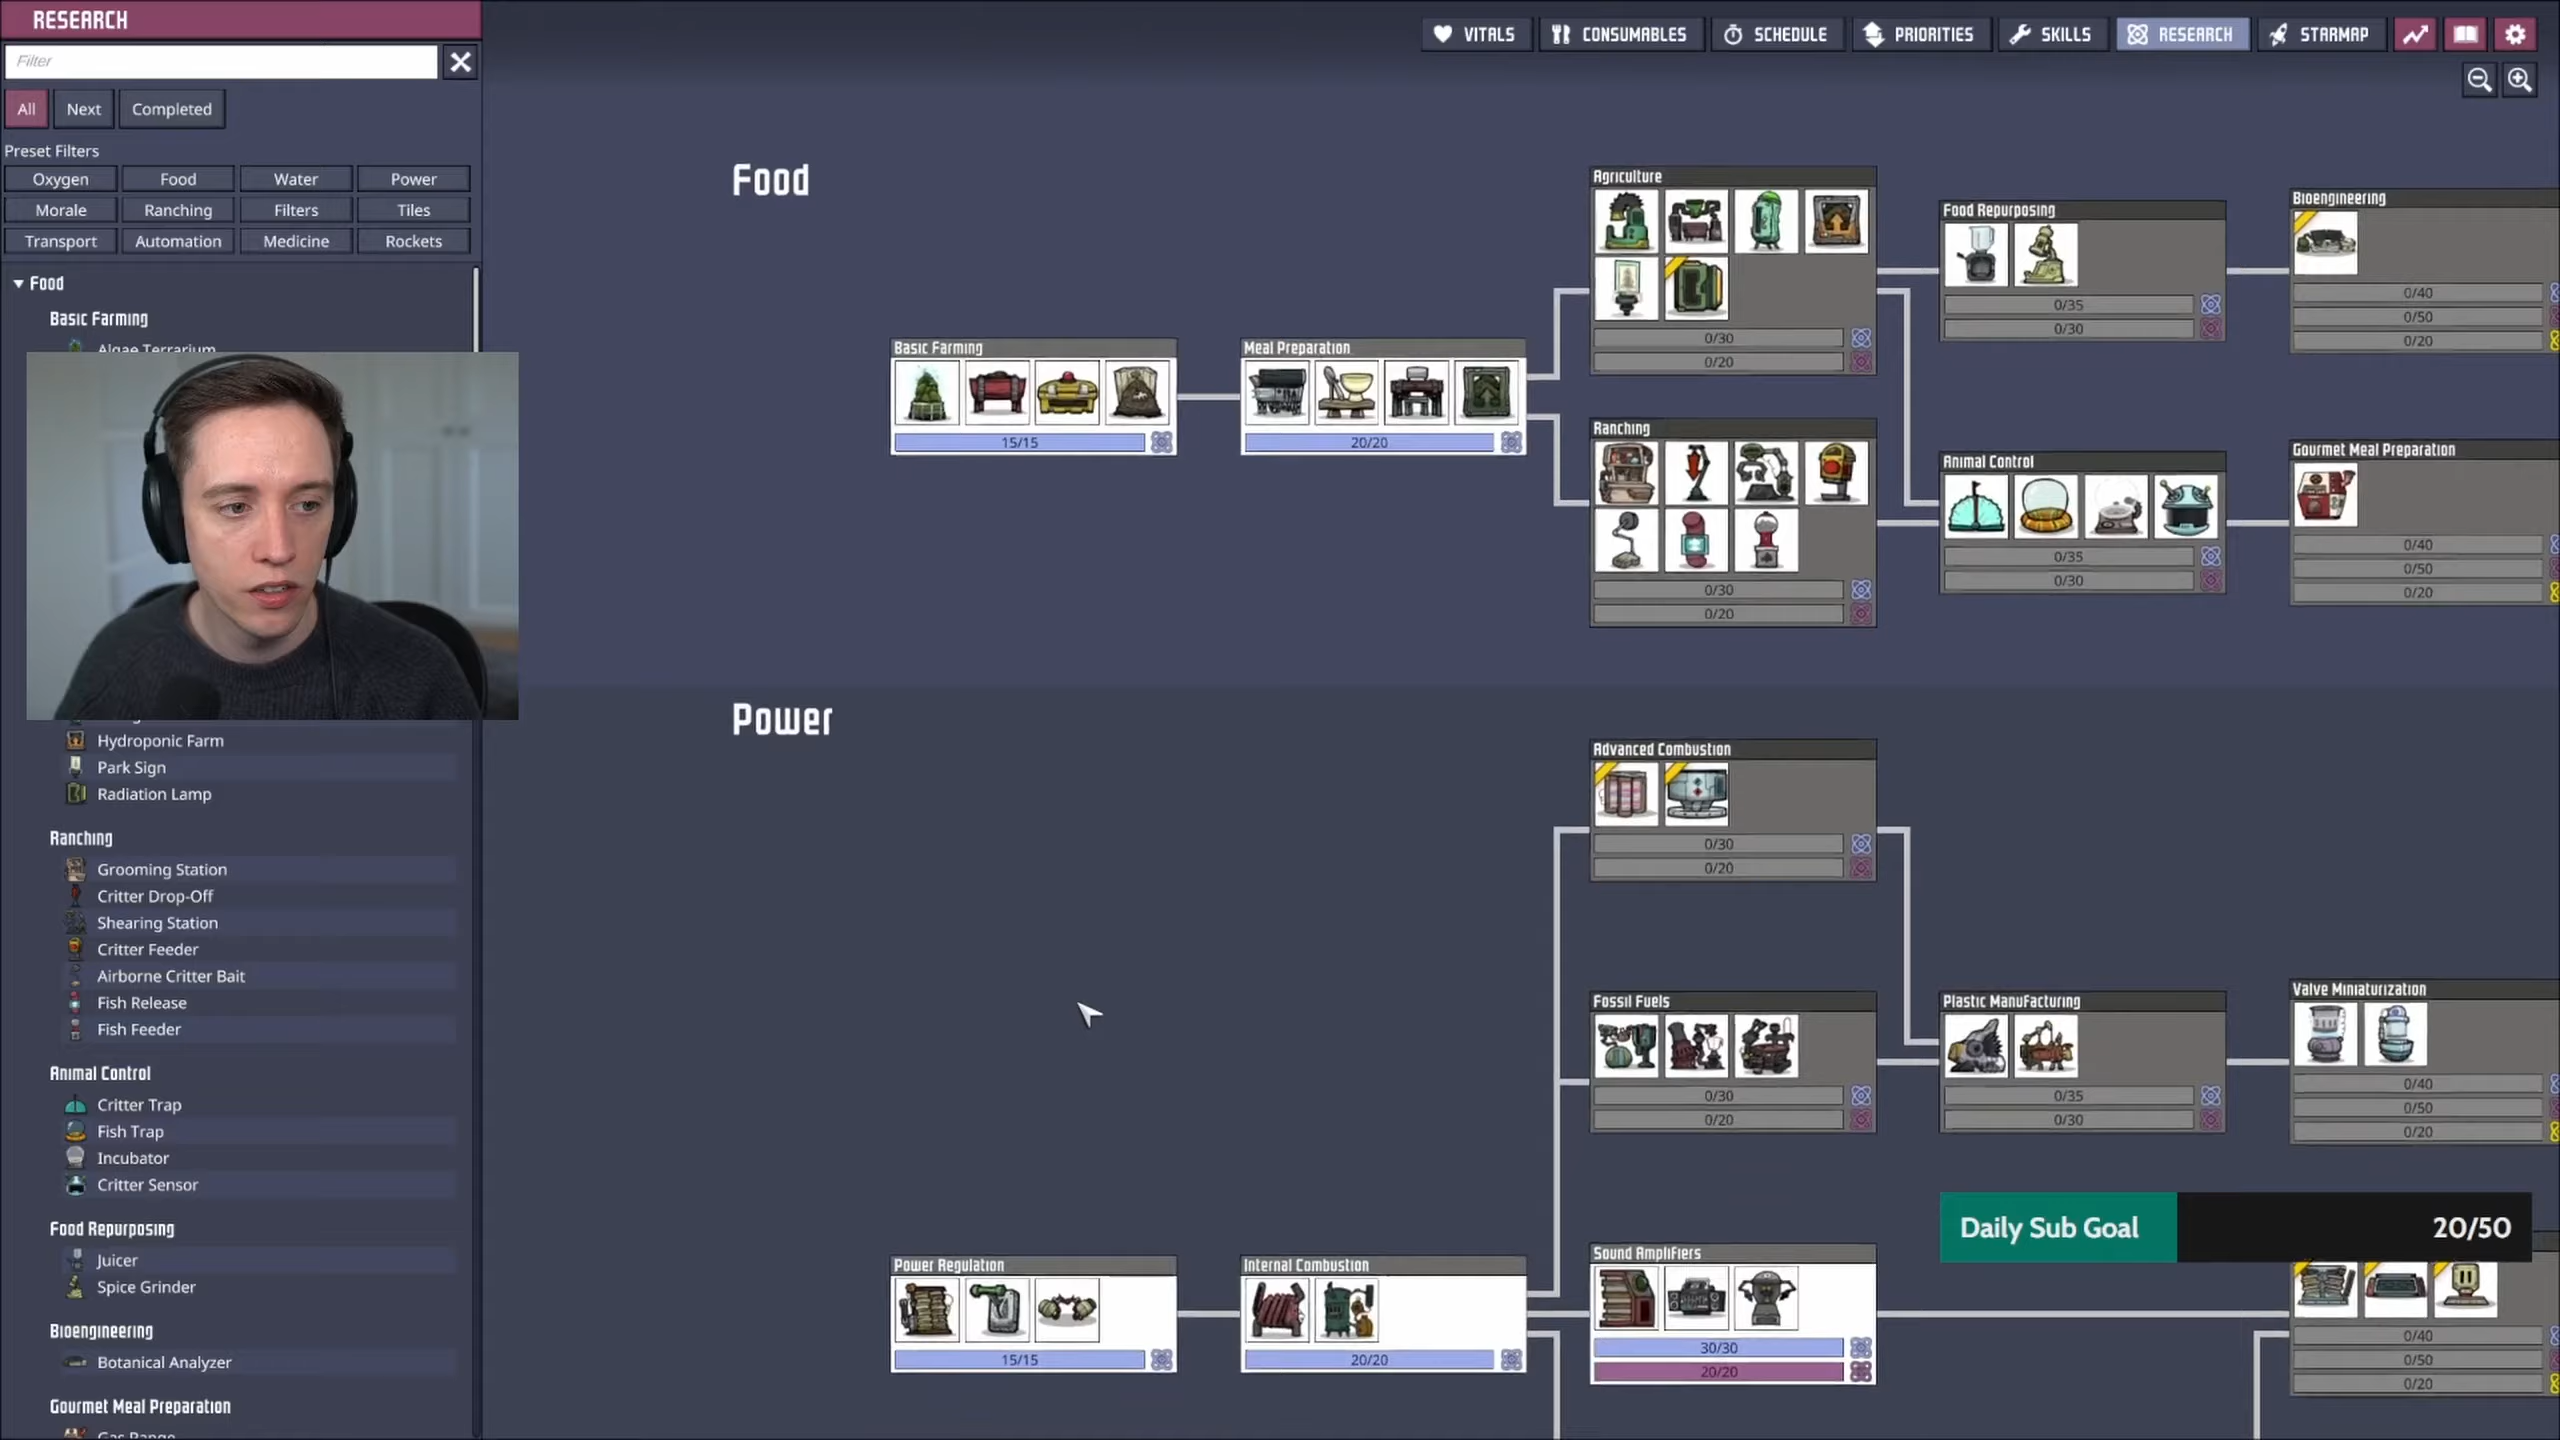 RESEARCH
VITALS CONSUMABLES SCHEDULE PRIORITIES SKILLS RESEARCH STARMAP
Filter
All Next Completed
Preset Filters
Oxygen Food Water Power
Morale Ranching Filters Tiles
Transport Automation Medicine Rockets
Food
Basic Farming
Algae Terrarium
Hydroponic Farm
Park Sign
Radiation Lamp
Ranching
Grooming Station
Critter Drop-Off
Shearing Station
Critter Feeder
Airborne Critter Bait
Fish Release
Fish Feeder
Animal Control
Critter Trap
Fish Trap
Incubator
Critter Sensor
Food Repurposing
Juicer
Spice Grinder
Bioengineering
Botanical Analyzer
Gourmet Meal Preparation
Gas Range
Food
Basic Farming
15/15
Meal Preparation
20/20
Agriculture
0/30
0/20
Ranching
0/30
0/20
Food Repurposing
0/35
0/30
Animal Control
0/35
0/30
Bioengineering
0/40
0/50
0/20
Gourmet Meal Preparation
0/40
0/50
0/20
Power
Power Regulation
15/15
Internal Combustion
20/20
Advanced Combustion
0/30
0/20
Fossil Fuels
0/30
0/20
Sound Amplifiers
30/30
20/20
Plastic Manufacturing
0/35
0/30
Valve Miniaturization
0/40
0/50
0/20
Daily Sub Goal 20/50
0/40
0/50
0/20